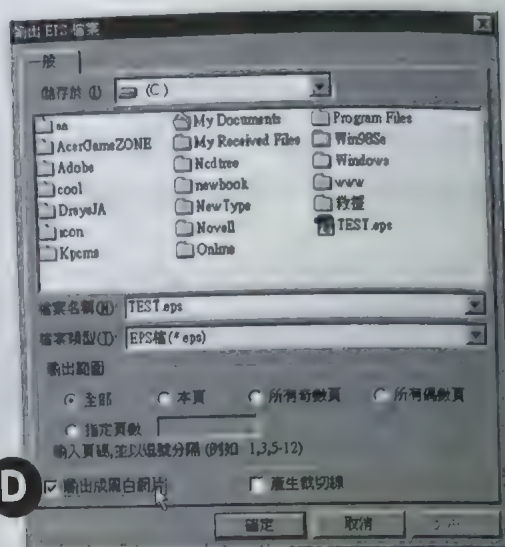 輸出 EPS 檔案
一般
儲存於(I) (C)
aa
AcerGameZONE
Adobe
cool
DreyeJA
icon
Kpcms
My Documents
My Received Files
Ncdtree
newbook
NewType
Novell
Online
Program Files
Win98Se
Windows
www
救援
TEST.eps
檔案名稱(N): TEST.eps
檔案類型(T): EPS檔(*.eps)
輸出範圍
全部 本頁 所有奇數頁 所有偶數頁
指定頁數
輸入頁碼,並以逗號分隔 (例如 1,3,5-12)
D 輸出成黑白網片 產生裁切線
確定 取消